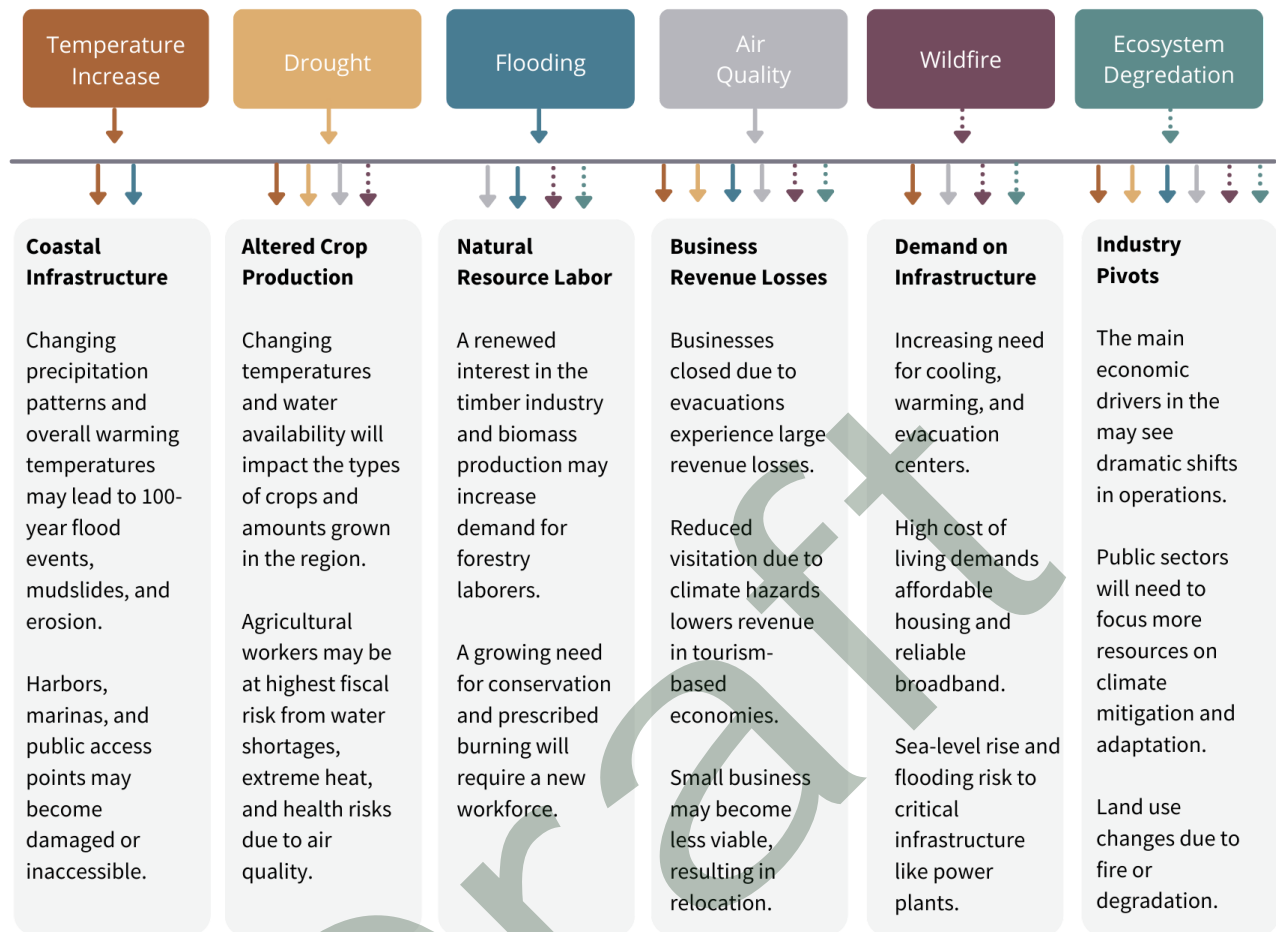 Temperature
Increase
Drought
Flooding
Air
Quality
Wildfire
Ecosystem
Degredation
Coastal
Infrastructure
Changing
precipitation
patterns and
overall warming
temperatures
may lead to 100-
year flood
events,
mudslides, and
erosion.
Harbors,
marinas, and
public access
points may
become
damaged or
inaccessible.
Altered Crop
Production
Changing
temperatures
and water
availability will
impact the types
of crops and
amounts grown
in the region.
Agricultural
workers may be
at highest fiscal
risk from water
shortages,
extreme heat,
and health risks
due to air
quality.
Natural
Resource Labor
A renewed
interest in the
timber industry
and biomass
production may
increase
demand for
forestry
laborers.
A growing need
for conservation
and prescribed
burning will
require a new
workforce.
Business
Revenue Losses
Businesses
closed due to
evacuations
experience large
revenue losses.
Reduced
visitation due to
climate hazards
lowers revenue
in tourism-
based
economies.
Small business
may become
less viable,
resulting in
relocation.
Demand on
Infrastructure
Increasing need
for cooling,
warming, and
evacuation
centers.
High cost of
living demands
affordable
housing and
reliable
broadband.
Sea-level rise and
flooding risk to
critical
infrastructure
like power
plants.
Industry
Pivots
The main
economic
drivers in the
may see
dramatic shifts
in operations.
Public sectors
will need to
focus more
resources on
climate
mitigation and
adaptation.
Land use
changes due to
fire or
degradation.
raft